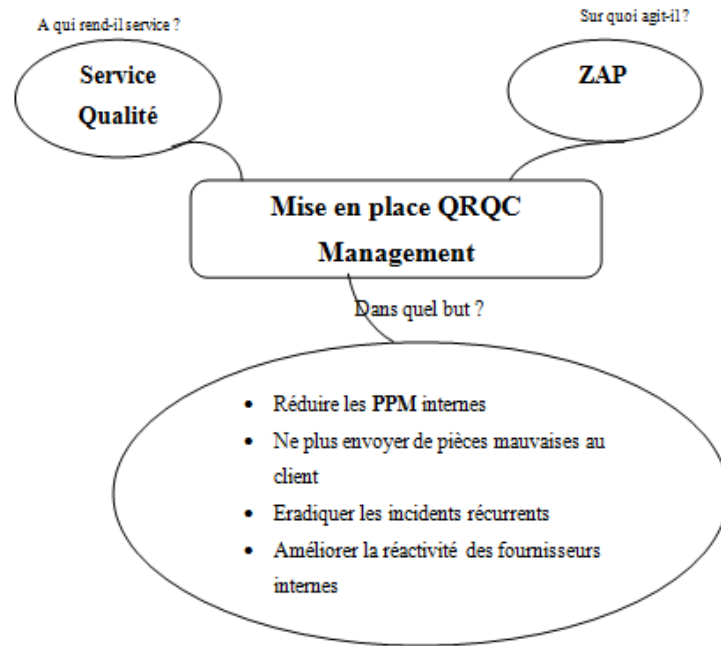 A qui rend-il service ?
Sur quoi agit-il ?
Service
Qualité
ZAP
Mise en place QRQC
Management
Dans quel but ?
• Réduire les PPM internes
• Ne plus envoyer de pièces mauvaises au
client
• Eradiquer les incidents récurrents
• Améliorer la réactivité des fournisseurs
internes